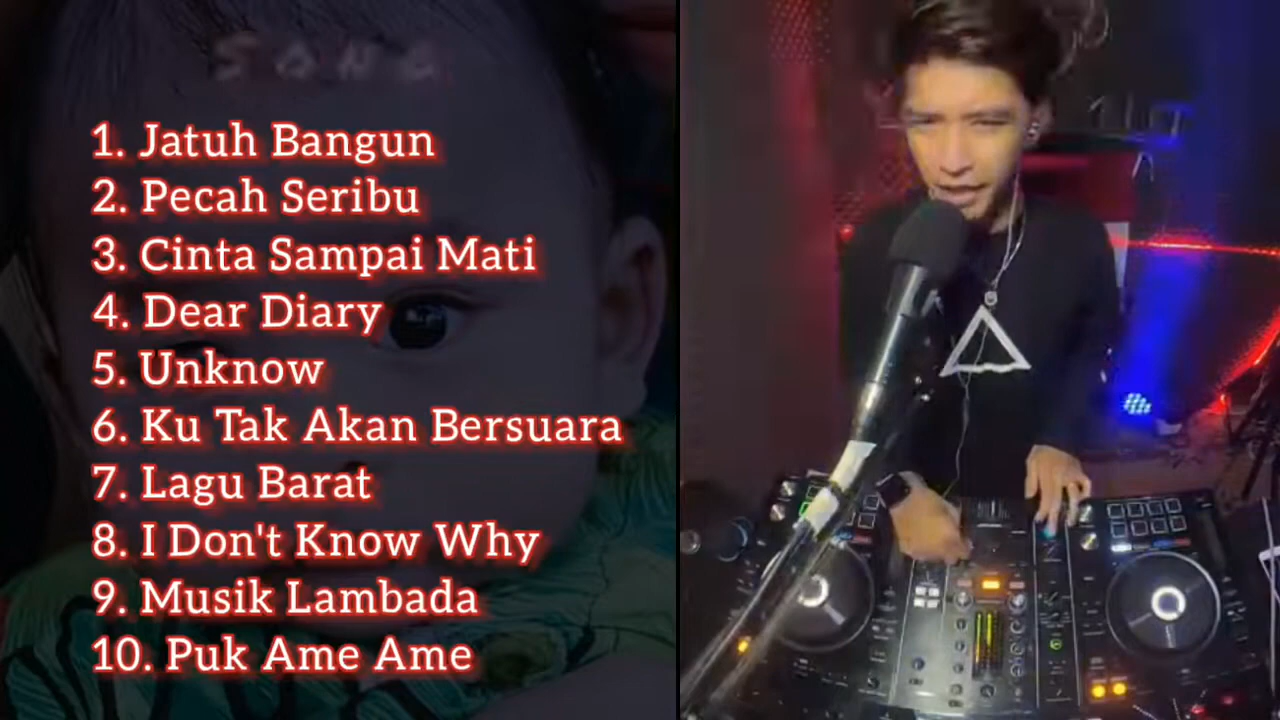 SONG
1. Jatuh Bangun
2. Pecah Seribu
3. Cinta Sampai Mati
4. Dear Diary
5. Unknow
6. Ku Tak Akan Bersuara
7. Lagu Barat
8. I Don't Know Why
9. Musik Lambada
10. Puk Ame Ame